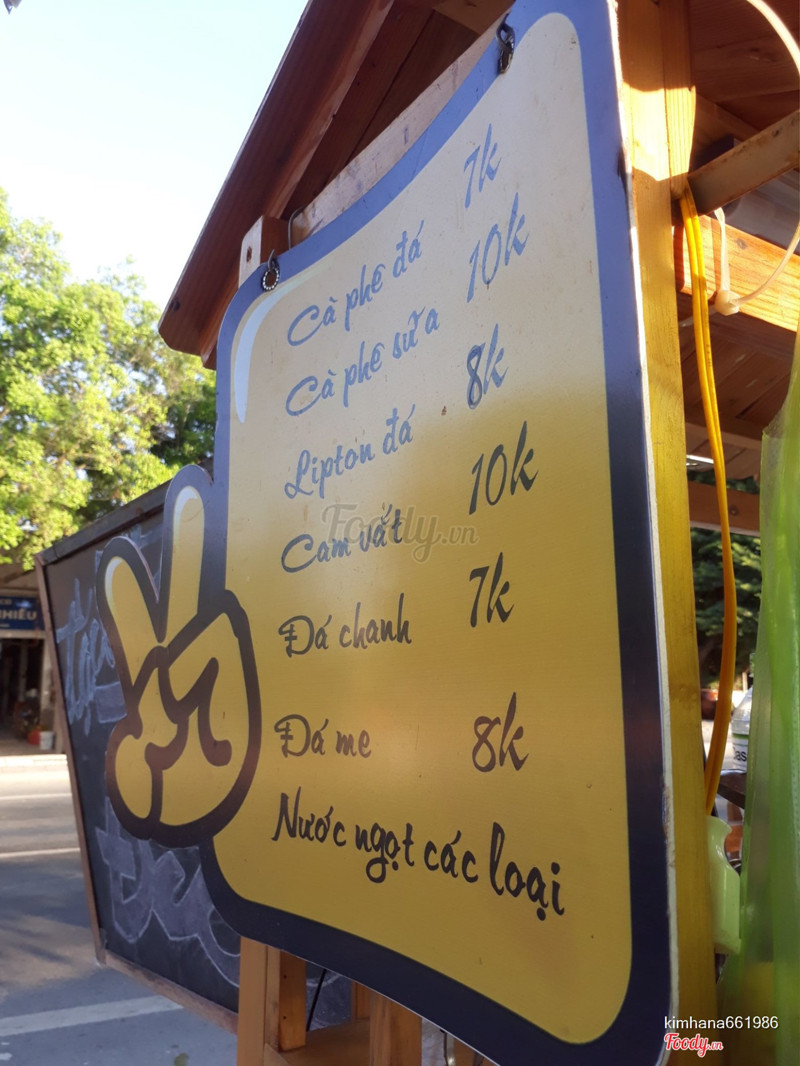 Cà phê đá 7k
Cà phê sữa 10k
Lipton đá 8k
Cam vắt 10k
Đá chanh 7k
Đá me 8k
Nước ngọt các loại
Foody.vn
kimhana661986
Foody.vn